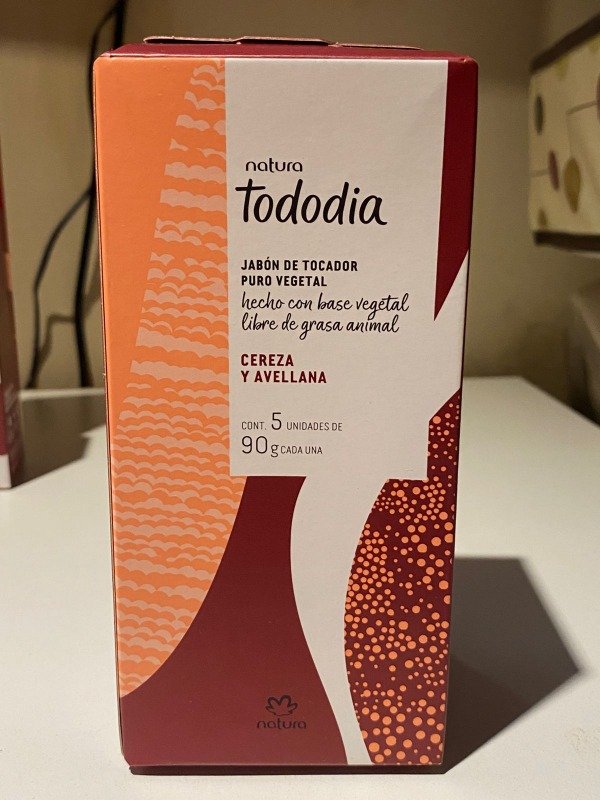 natura
tododia
JABÓN DE TOCADOR
PURO VEGETAL
hecho con base vegetal
libre de grasa animal
CEREZA
Y AVELLANA
CONT. 5 UNIDADES DE
90g CADA UNA
natura